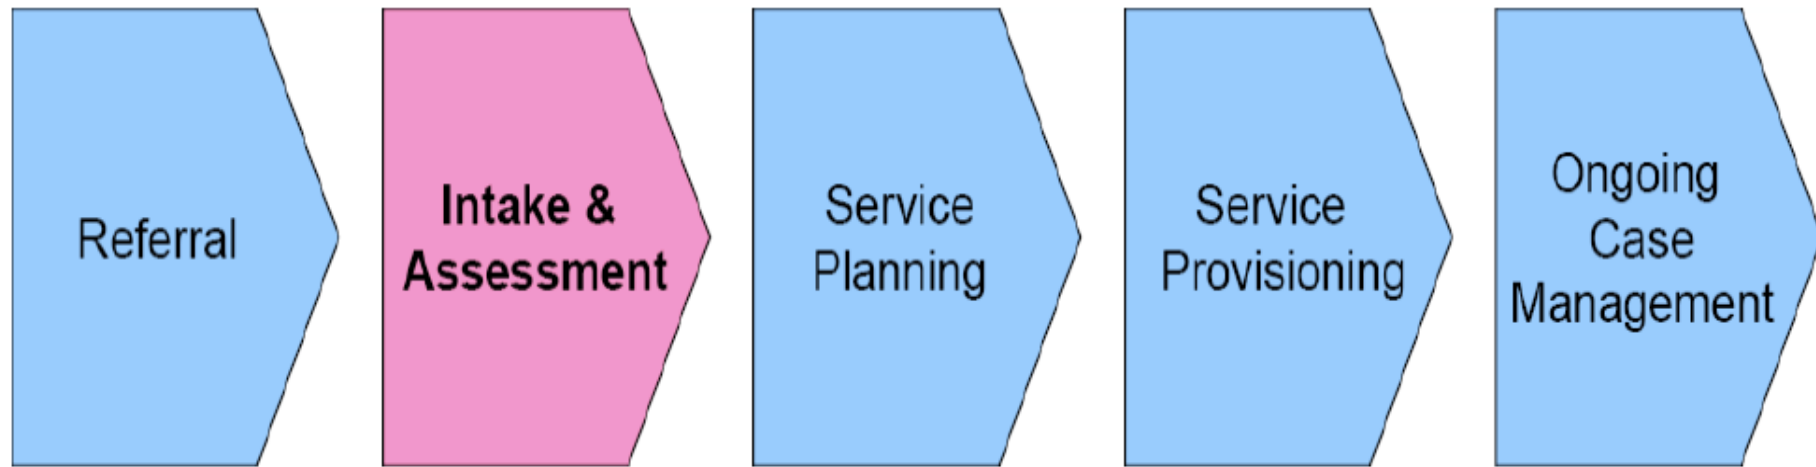 Referral
Intake &
Assessment
Service
Planning
Service
Provisioning
Ongoing
Case
Management